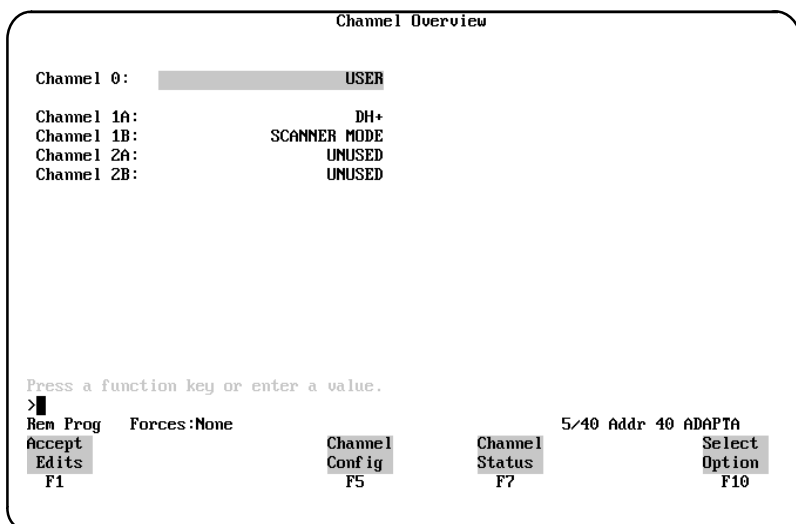 Channel Overview
Channel 0: USER
Channel 1A: DH+
Channel 1B: SCANNER MODE
Channel 2A: UNUSED
Channel 2B: UNUSED
Press a function key or enter a value.
>
Rem Prog Forces:None 5/40 Addr 40 ADAPTA
Accept Channel Channel Select
Edits Config Status Option
F1 F5 F7 F10